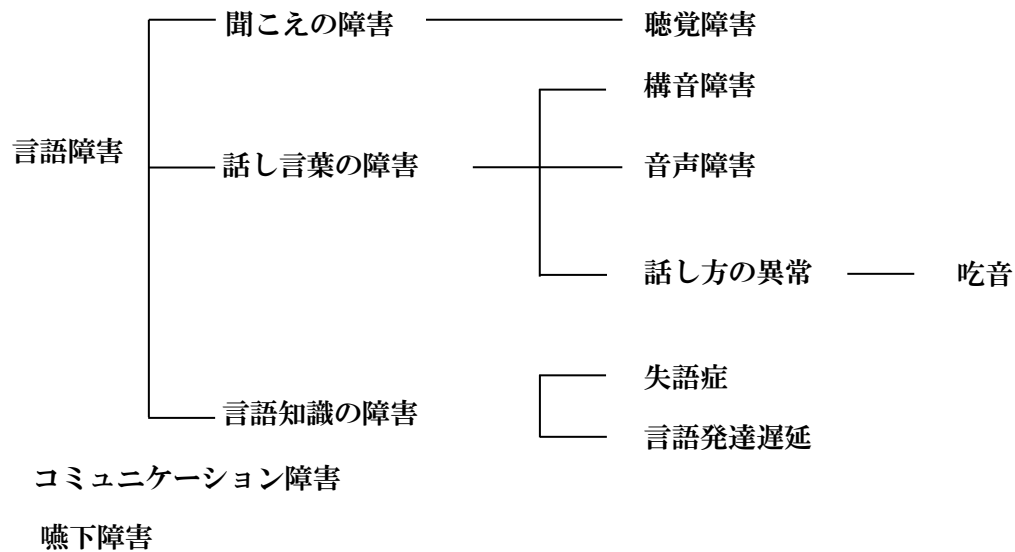 聞こえの障害
聴覚障害
構音障害
言語障害
話し言葉の障害
音声障害
話し方の異常
吃音
失語症
言語知識の障害
言語発達遅延
コミュニケーション障害
嚥下障害